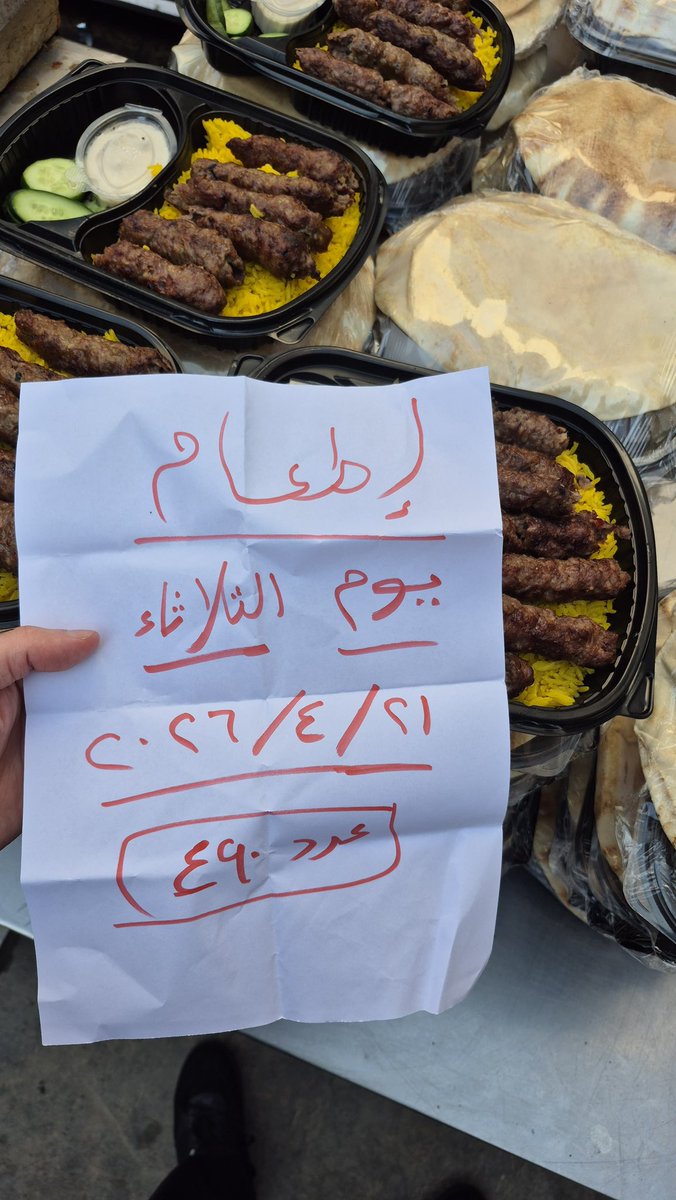 إطعام
يوم الثلاثاء
٢١/٤/٢٠٢٦
عدد ٤٩٠